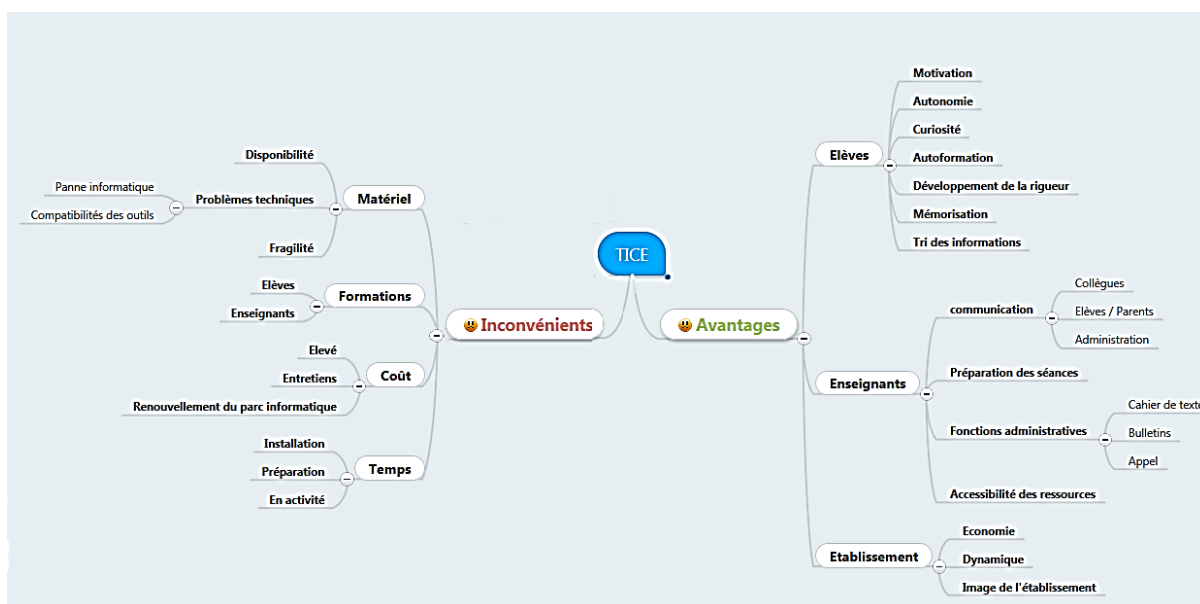 TICE
Inconvénients
Matériel
Disponibilité
Problèmes techniques
Panne informatique
Compatibilités des outils
Fragilité
Formations
Elèves
Enseignants
Coût
Elevé
Entretiens
Renouvellement du parc informatique
Temps
Installation
Préparation
En activité
Avantages
Elèves
Motivation
Autonomie
Curiosité
Autoformation
Développement de la rigueur
Mémorisation
Tri des informations
Enseignants
communication
Collègues
Elèves / Parents
Administration
Préparation des séances
Fonctions administratives
Cahier de texte
Bulletins
Appel
Accessibilité des ressources
Etablissement
Economie
Dynamique
Image de l'établissement